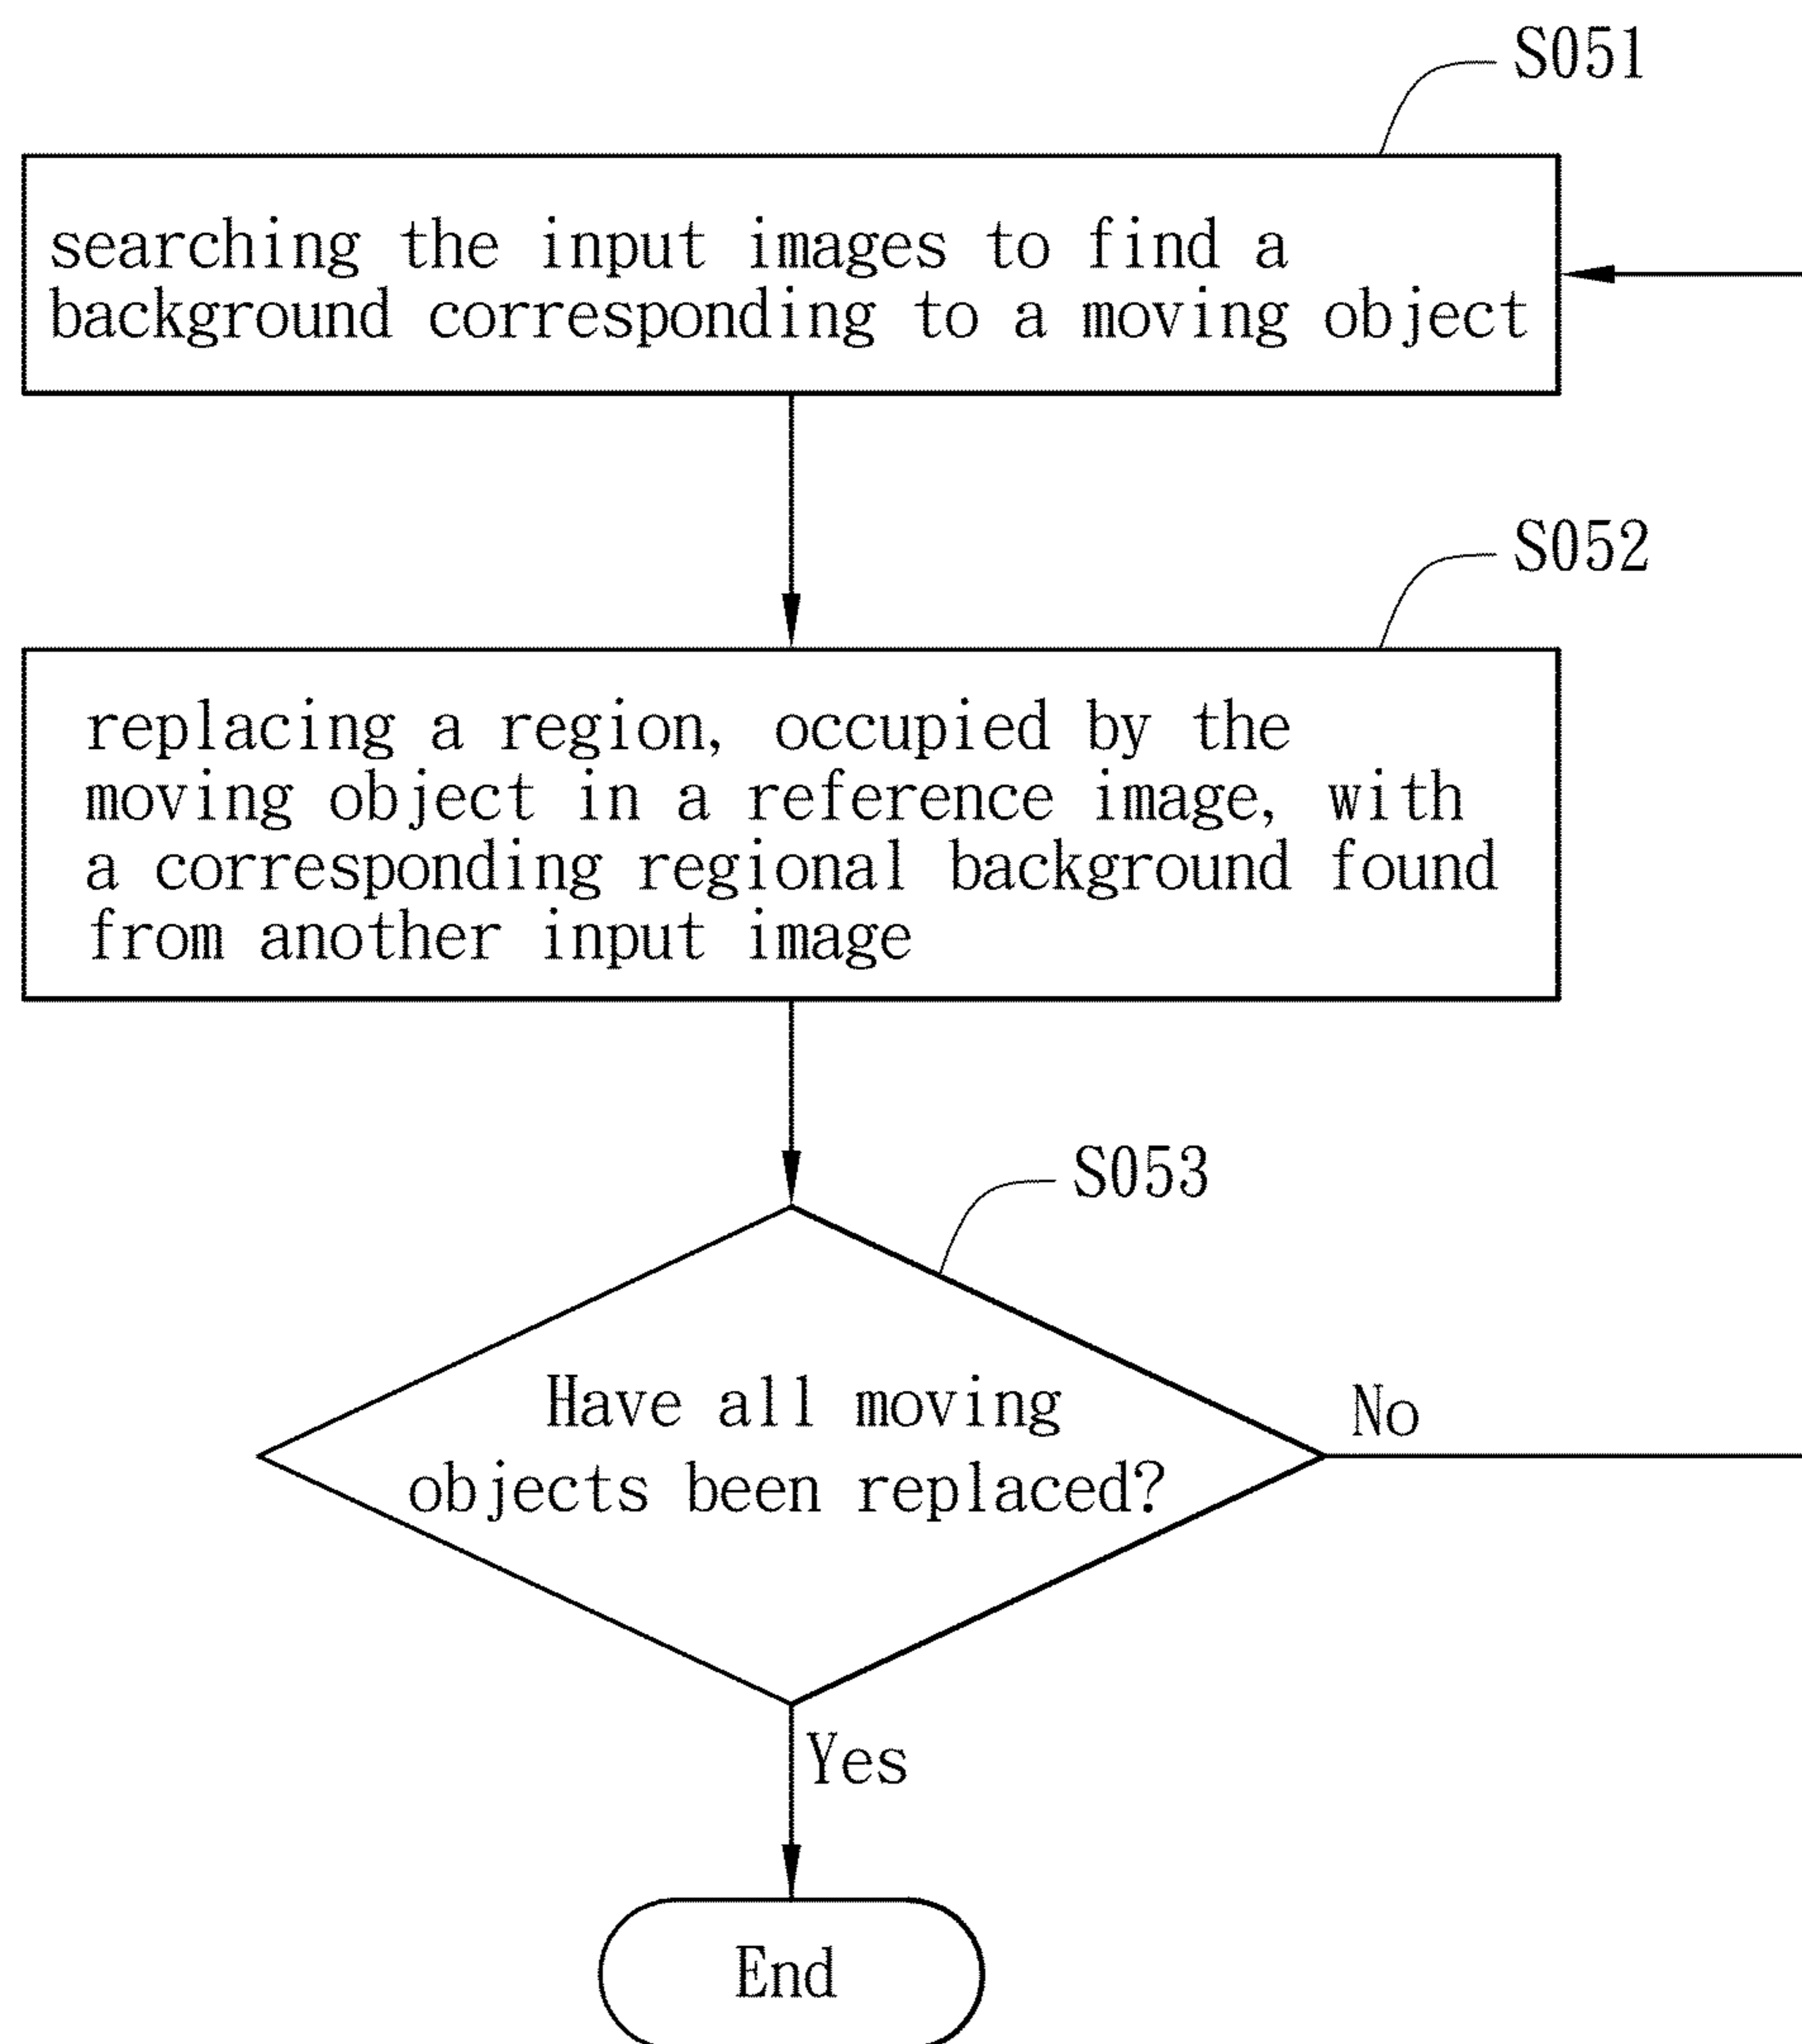 S051
searching the input images to find a
background corresponding to a moving object
S052
replacing a region, occupied by the
moving object in a reference image, with
a corresponding regional background found
from another input image
S053
Have all moving
objects been replaced?
No
Yes
End